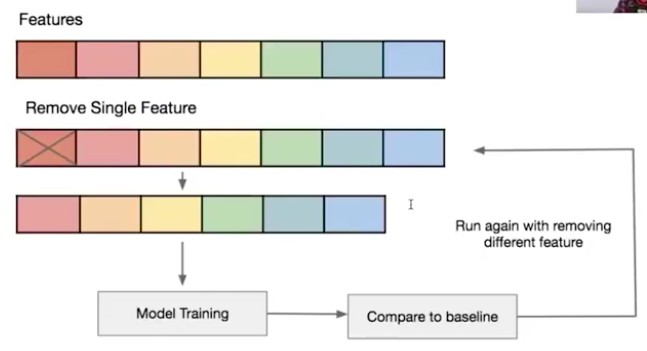 Features
Remove Single Feature
Run again with removing
different feature
Model Training
Compare to baseline